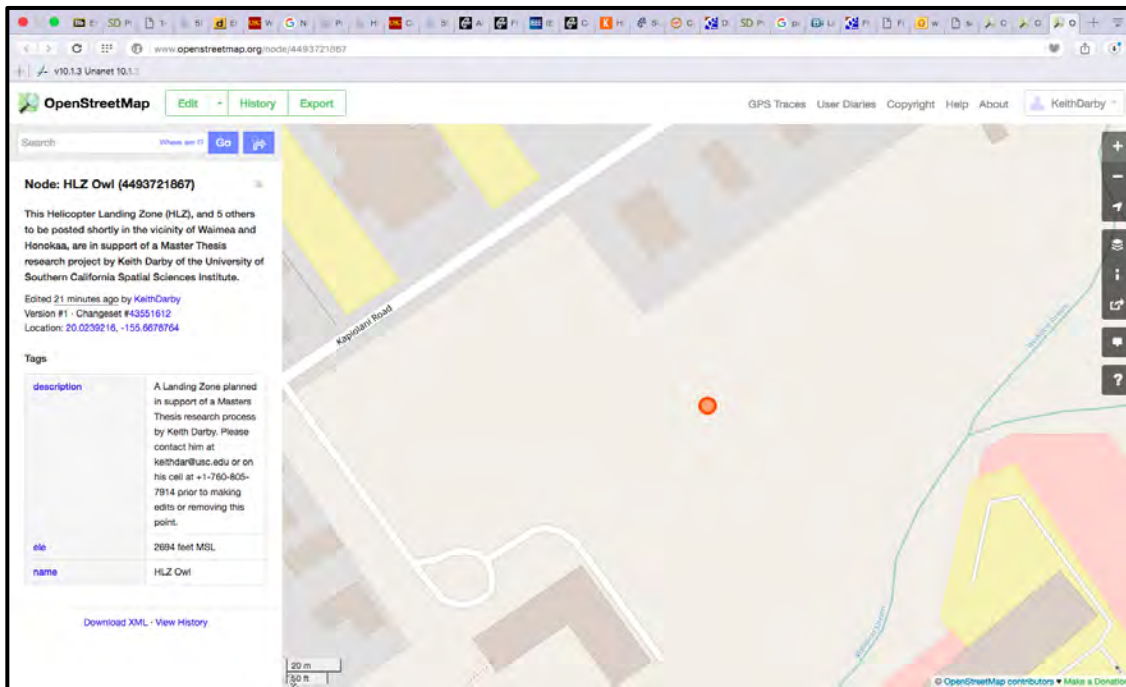 v10.1.3 Unanet 10.1.
www.openstreetmap.org/node/4493721867
OpenStreetMap
Edit
History
Export
GPS Traces
User Diaries
Copyright
Help
About
KeithDarby
Search
Where am I?
Go
Node: HLZ Owl (4493721867)
This Helicopter Landing Zone (HLZ), and 5 others
to be posted shortly in the vicinity of Waimea and
Honokaa, are in support of a Master Thesis
research project by Keith Darby of the University of
Southern California Spatial Sciences Institute.
Edited 21 minutes ago by KeithDarby
Version #1 · Changeset #43551612
Location: 20.0239216, -155.6678764
Tags
description
A Landing Zone planned
in support of a Masters
Thesis research process
by Keith Darby. Please
contact him at
keithdar@usc.edu or on
his cell at +1-760-805-
7914 prior to making
edits or removing this
point.
ele
2694 feet MSL
name
HLZ Owl
Download XML · View History
Kapiolani Road
20 m
50 ft
© OpenStreetMap contributors ♥ Make a Donation